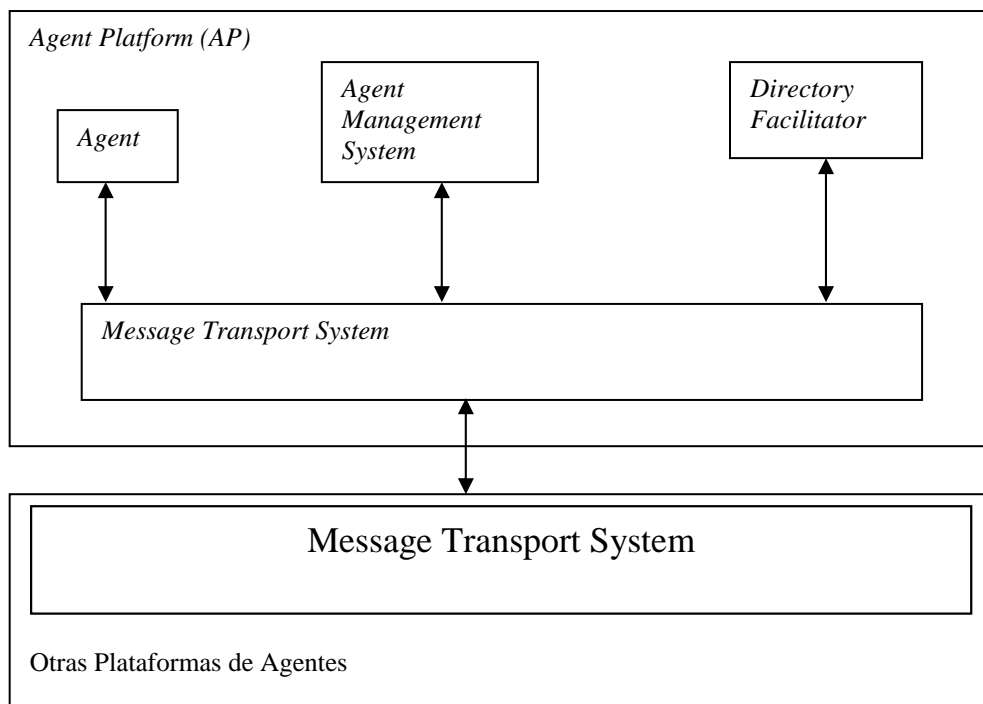 Agent Platform (AP)
Agent
Agent
Management
System
Directory
Facilitator
Message Transport System
Message Transport System
Otras Plataformas de Agentes